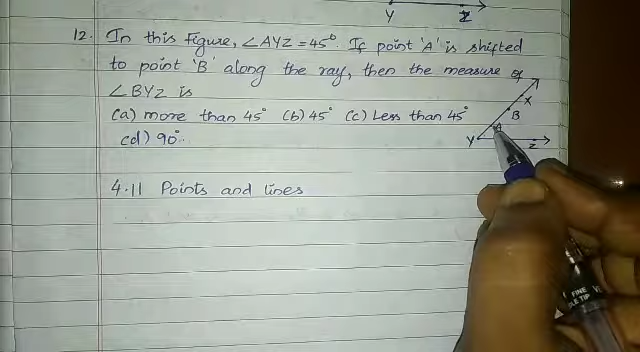 Y Z
12. In this figure, ∠AYZ = 45°. If point 'A' is shifted
to point 'B' along the ray, then the measure of
∠BYZ is
(a) more than 45° (b) 45° (c) Less than 45°
(d) 90°.
X
B
A
Y Z
4.11 Points and lines
FINE